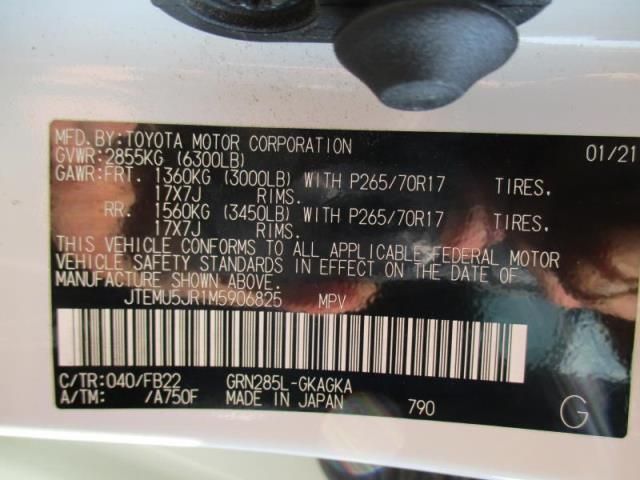 MFD.BY:TOYOTA MOTOR CORPORATION 01/21
GVWR:2855KG (6300LB)
GAWR:FRT. 1360KG (3000LB) WITH P265/70R17 TIRES,
17X7J RIMS.
RR. 1560KG (3450LB) WITH P265/70R17 TIRES,
17X7J RIMS.
THIS VEHICLE CONFORMS TO ALL APPLICABLE FEDERAL MOTOR
VEHICLE SAFETY STANDARDS IN EFFECT ON THE DATE OF
MANUFACTURE SHOWN ABOVE.
JTEMU5JR1M5906825 MPV
C/TR:040/FB22 GRN285L-GKAGKA
A/TM: /A750F MADE IN JAPAN 790 G